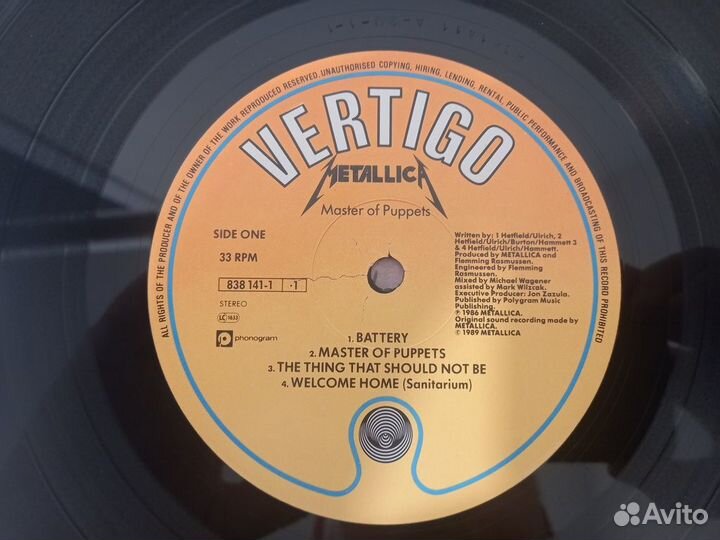 ALL RIGHTS OF THE PRODUCER AND OF THE OWNER OF THE WORK REPRODUCED RESERVED. UNAUTHORISED COPYING, HIRING, LENDING, RENTAL, PUBLIC PERFORMANCE AND BROADCASTING OF THIS RECORD PROHIBITED
VERTIGO
METALLICA
Master of Puppets
SIDE ONE
33 RPM
838 141-1 ·1
STEREO
LC 1633
phonogram
Written by: 1 Hetfield/Ulrich, 2
Hetfield/Ulrich/Burton/Hammett 3
& 4 Hetfield/Ulrich/Hammett.
Produced by METALLICA and
Flemming Rasmussen.
Engineered by Flemming
Rasmussen.
Mixed by Michael Wagener
assisted by Mark Wilzcak.
Executive Producer: Jon Zazula.
Published by Polygram Music
Publishing.
℗ 1986 METALLICA.
Original sound recording made by
METALLICA.
© 1989 METALLICA
1. BATTERY
2. MASTER OF PUPPETS
3. THE THING THAT SHOULD NOT BE
4. WELCOME HOME (Sanitarium)
Avito